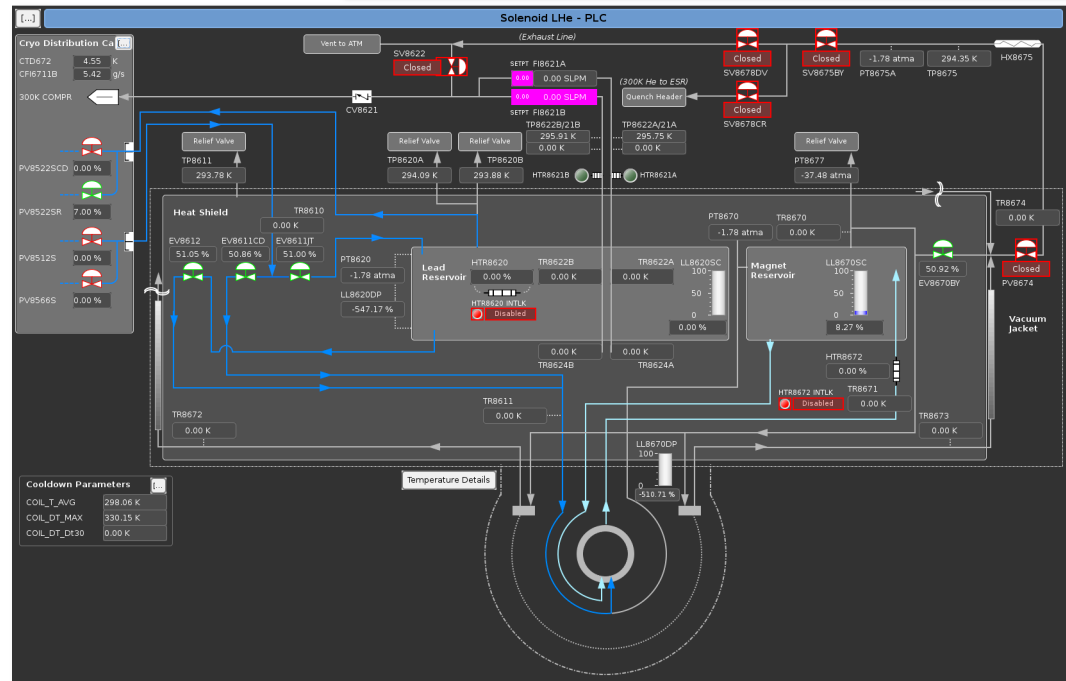 [...]
Solenoid LHe - PLC
Cryo Distribution Ca
[...
CTD672 4.55 K
CFI6711B 5.42 g/s
300K COMPR
PV8522SCD 0.00 %
PV8522SR 7.00 %
PV8512S 0.00 %
PV8566S 0.00 %
Vent to ATM
(Exhaust Line)
SV8622
Closed
CV8621
SETPT FI8621A
0.00 0.00 SLPM
0.00 0.00 SLPM
SETPT FI8621B
(300K He to ESR)
Quench Header
Closed
SV8678DV
Closed
SV8678CR
Closed
SV8675BY
-1.78 atma
PT8675A
294.35 K
TP8675
HX8675
TP8622B/21B
295.91 K
0.00 K
TP8622A/21A
295.75 K
0.00 K
HTR8621B
HTR8621A
Relief Valve
TP8611
293.78 K
Relief Valve
TP8620A
294.09 K
Relief Valve
TP8620B
293.88 K
Relief Valve
PT8677
-37.48 atma
Heat Shield
TR8610
0.00 K
EV8612
51.05 %
EV8611CD
50.86 %
EV8611JT
51.00 %
PT8620
-1.78 atma
LL8620DP
-547.17 %
Lead
Reservoir
HTR8620
0.00 %
HTR8620 INTLK
Disabled
TR8622B
0.00 K
TR8622A
0.00 K
LL8620SC
100
50
0
0.00 %
0.00 K
TR8624B
0.00 K
TR8624A
PT8670
-1.78 atma
TR8670
0.00 K
Magnet
Reservoir
LL8670SC
100
50
0
8.27 %
TR8674
0.00 K
50.92 %
EV8670BY
Closed
PV8674
Vacuum
Jacket
HTR8672
0.00 %
HTR8672 INTLK
Disabled
TR8671
0.00 K
TR8672
0.00 K
TR8611
0.00 K
TR8673
0.00 K
LL8670DP
100
0
-510.71 %
Temperature Details
Cooldown Parameters
[...
COIL_T_AVG 298.06 K
COIL_DT_MAX 330.15 K
COIL_DT_Dt30 0.00 K